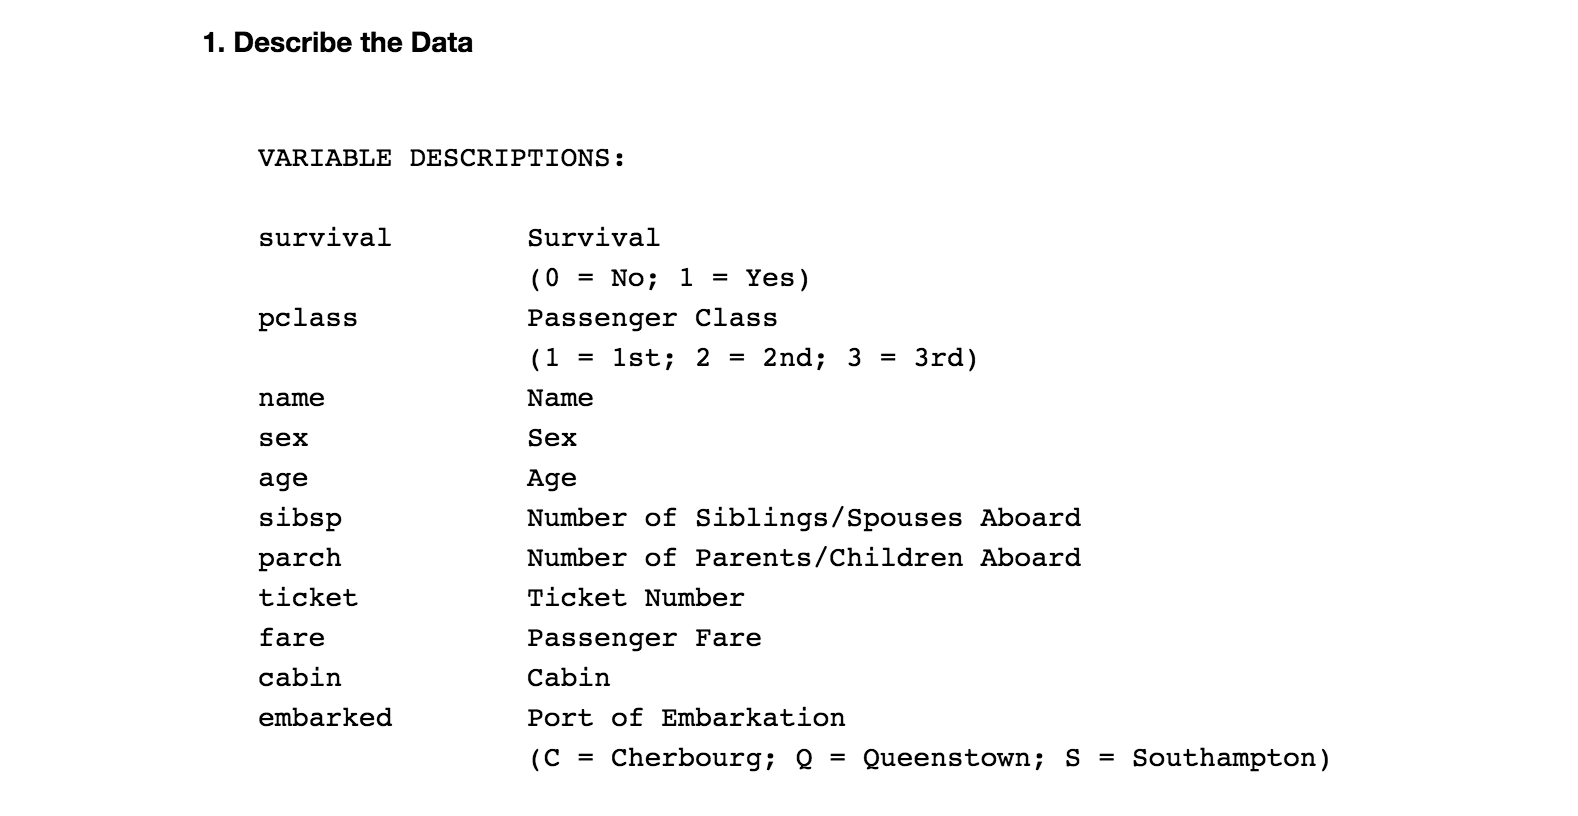 1. Describe the Data
VARIABLE DESCRIPTIONS:
survival Survival
(0 = No; 1 = Yes)
pclass Passenger Class
(1 = 1st; 2 = 2nd; 3 = 3rd)
name Name
sex Sex
age Age
sibsp Number of Siblings/Spouses Aboard
parch Number of Parents/Children Aboard
ticket Ticket Number
fare Passenger Fare
cabin Cabin
embarked Port of Embarkation
(C = Cherbourg; Q = Queenstown; S = Southampton)